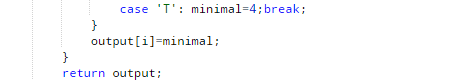 case 'T': minimal=4;break;
}
output[i]=minimal;
}
return output;